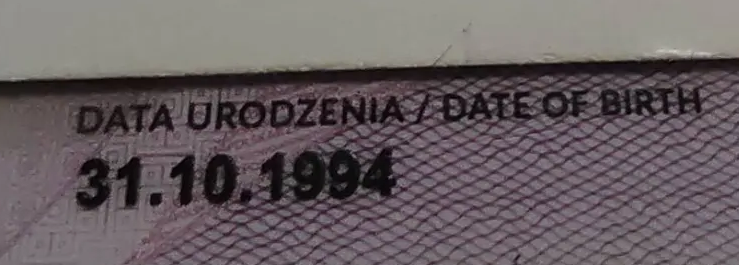 DATA URODZENIA / DATE OF BIRTH
31.10.1994